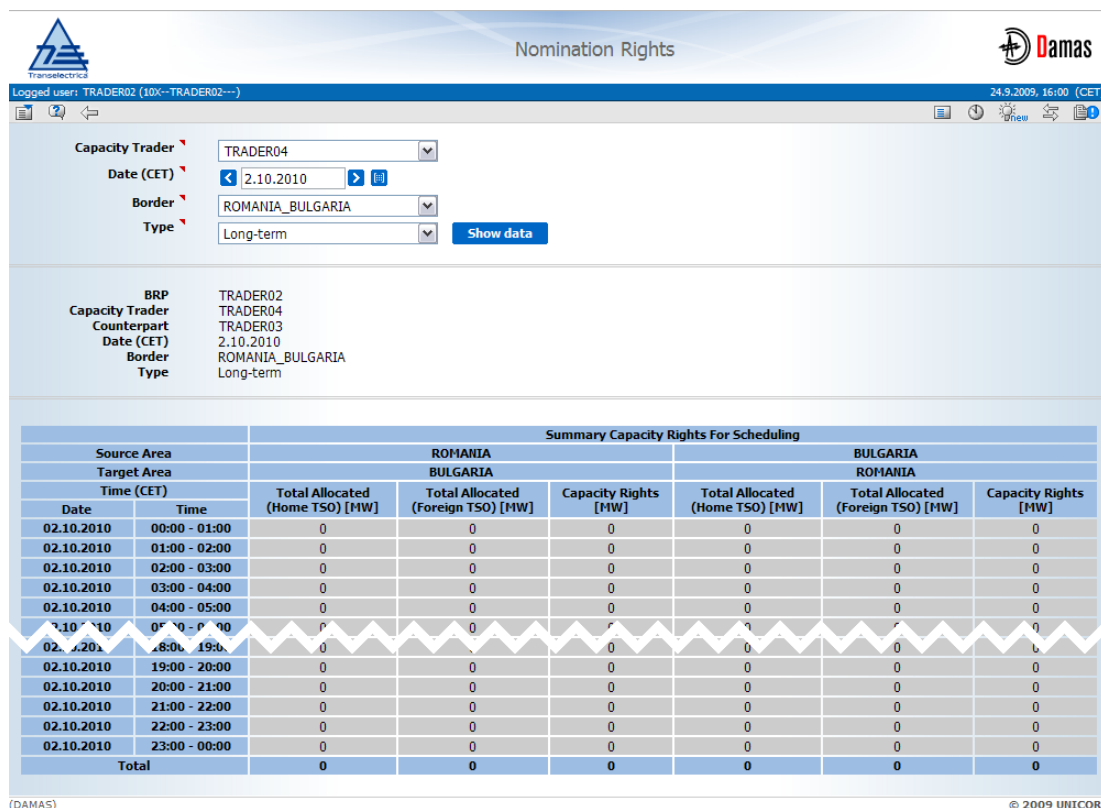 Transelectrica
Nomination Rights
Damas
Logged user: TRADER02 (10X--TRADER02---)
24.9.2009, 16:00 (CET
new
Capacity Trader
TRADER04
Date (CET)
2.10.2010
Border
ROMANIA_BULGARIA
Type
Long-term
Show data
BRP TRADER02
Capacity Trader TRADER04
Counterpart TRADER03
Date (CET) 2.10.2010
Border ROMANIA_BULGARIA
Type Long-term
Summary Capacity Rights For Scheduling
Source Area ROMANIA BULGARIA
Target Area BULGARIA ROMANIA
Time (CET) Total Allocated Total Allocated Capacity Rights Total Allocated Total Allocated Capacity Rights
(Home TSO) [MW] (Foreign TSO) [MW] [MW] (Home TSO) [MW] (Foreign TSO) [MW] [MW]
Date Time
02.10.2010 00:00 - 01:00 0 0 0 0 0 0
02.10.2010 01:00 - 02:00 0 0 0 0 0 0
02.10.2010 02:00 - 03:00 0 0 0 0 0 0
02.10.2010 03:00 - 04:00 0 0 0 0 0 0
02.10.2010 04:00 - 05:00 0 0 0 0 0 0
02.10.2010 19:00 - 20:00 0 0 0 0 0 0
02.10.2010 20:00 - 21:00 0 0 0 0 0 0
02.10.2010 21:00 - 22:00 0 0 0 0 0 0
02.10.2010 22:00 - 23:00 0 0 0 0 0 0
02.10.2010 23:00 - 00:00 0 0 0 0 0 0
Total 0 0 0 0 0 0
(DAMAS)
© 2009 UNICOR